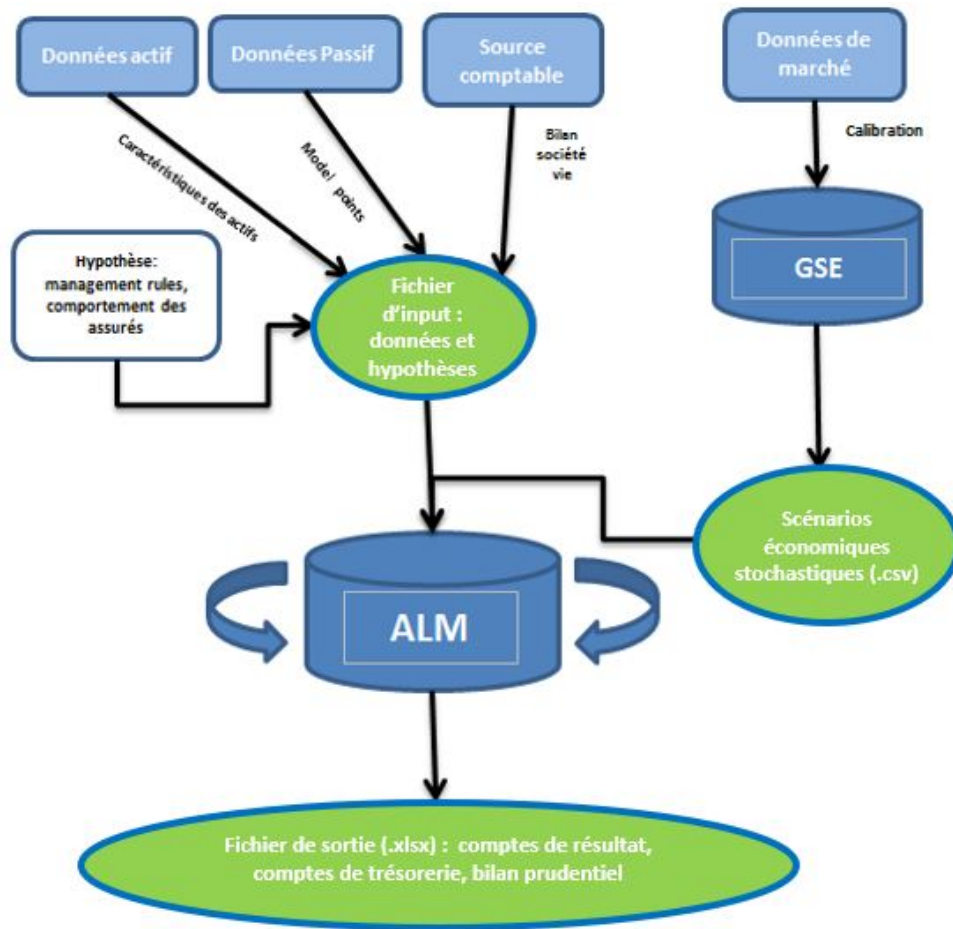 Données actif
Données Passif
Source
comptable
Données de
marché
Caractéristiques des actifs
Model points
Bilan
société
vie
Calibration
Hypothèse:
management rules,
comportement des
assurés
Fichier
d'input :
données et
hypothèses
GSE
Scénarios
économiques
stochastiques (.csv)
ALM
Fichier de sortie (.xlsx) : comptes de résultat,
comptes de trésorerie, bilan prudentiel